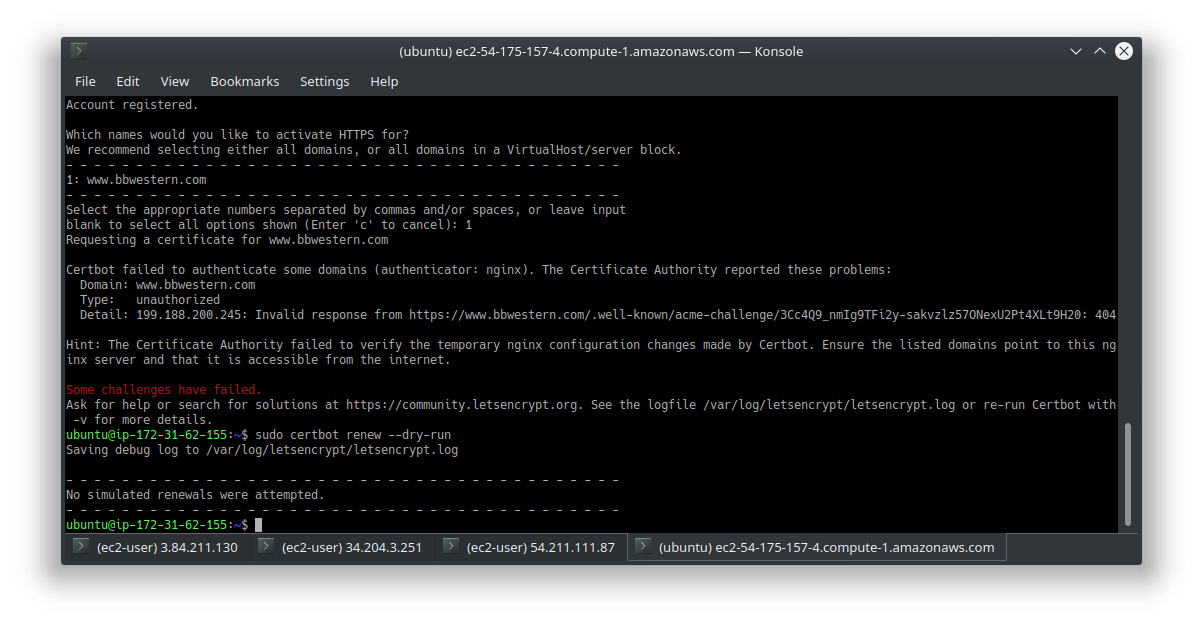 (ubuntu) ec2-54-175-157-4.compute-1.amazonaws.com — Konsole
File Edit View Bookmarks Settings Help
Account registered.
Which names would you like to activate HTTPS for?
We recommend selecting either all domains, or all domains in a VirtualHost/server block.
- - - - - - - - - - - - - - - - - - - - - - - - - - - - - - - - - - - - - - - -
1: www.bbwestern.com
- - - - - - - - - - - - - - - - - - - - - - - - - - - - - - - - - - - - - - - -
Select the appropriate numbers separated by commas and/or spaces, or leave input
blank to select all options shown (Enter 'c' to cancel): 1
Requesting a certificate for www.bbwestern.com
Certbot failed to authenticate some domains (authenticator: nginx). The Certificate Authority reported these problems:
  Domain: www.bbwestern.com
  Type:   unauthorized
  Detail: 199.188.200.245: Invalid response from https://www.bbwestern.com/.well-known/acme-challenge/3Cc4Q9_nmIg9TFi2y-sakvzlz57ONexU2Pt4XLt9H20: 404
Hint: The Certificate Authority failed to verify the temporary nginx configuration changes made by Certbot. Ensure the listed domains point to this ng
inx server and that it is accessible from the internet.
Some challenges have failed.
Ask for help or search for solutions at https://community.letsencrypt.org. See the logfile /var/log/letsencrypt/letsencrypt.log or re-run Certbot with
 -v for more details.
ubuntu@ip-172-31-62-155:~$ sudo certbot renew --dry-run
Saving debug log to /var/log/letsencrypt/letsencrypt.log
- - - - - - - - - - - - - - - - - - - - - - - - - - - - - - - - - - - - - - - -
No simulated renewals were attempted.
- - - - - - - - - - - - - - - - - - - - - - - - - - - - - - - - - - - - - - - -
ubuntu@ip-172-31-62-155:~$
(ec2-user) 3.84.211.130 (ec2-user) 34.204.3.251 (ec2-user) 54.211.111.87 (ubuntu) ec2-54-175-157-4.compute-1.amazonaws.com